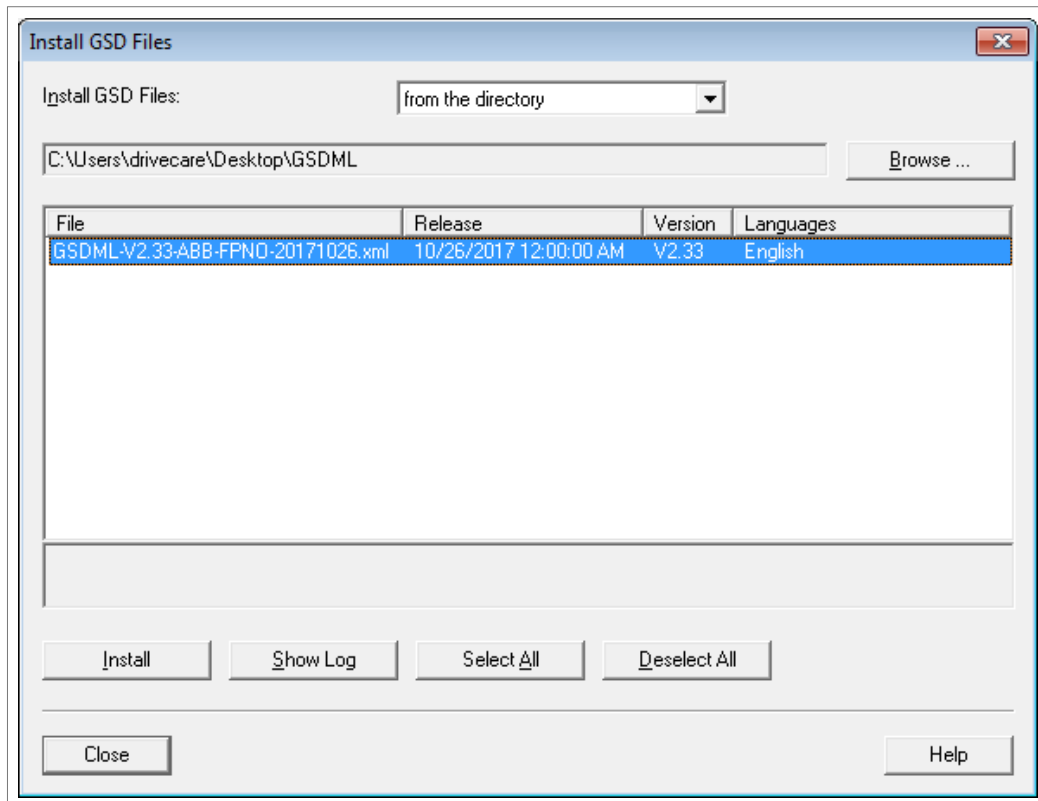 Install GSD Files
Install GSD Files:
from the directory
C:\Users\drivecare\Desktop\GSDML
Browse ...
File Release Version Languages
GSDML-V2.33-ABB-FPNO-20171026.xml 10/26/2017 12:00:00 AM V2.33 English
Install Show Log Select All Deselect All
Close Help